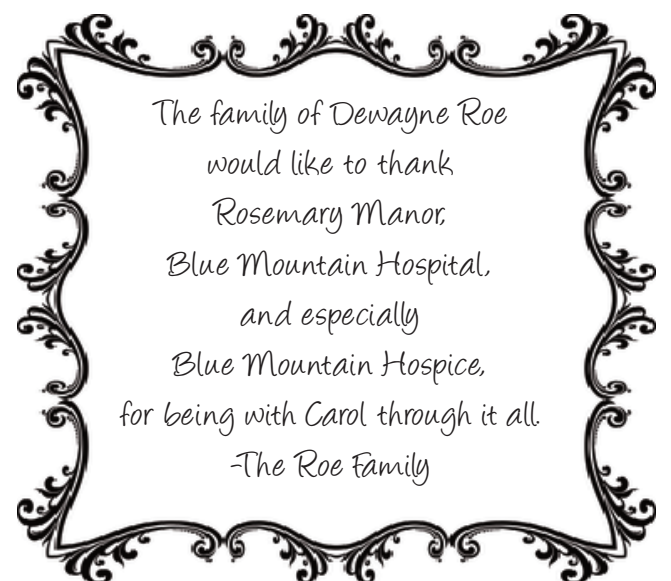 The family of Dewayne Roe
would like to thank
Rosemary Manor,
Blue Mountain Hospital,
and especially
Blue Mountain Hospice,
for being with Carol through it all.
-The Roe Family